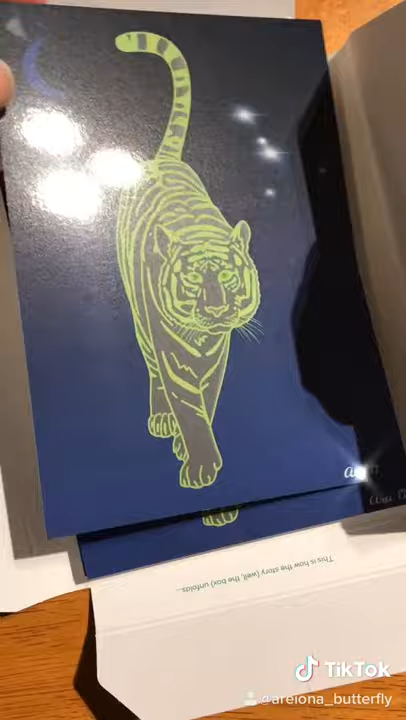 This is how the story (well, the box) unfolds...
TikTok
@areiona_butterfly